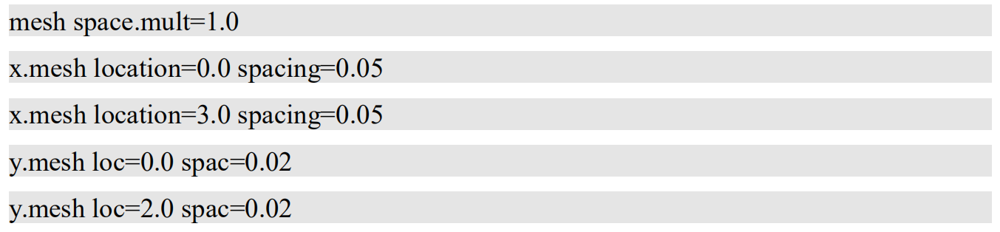 mesh space.mult=1.0
x.mesh location=0.0 spacing=0.05
x.mesh location=3.0 spacing=0.05
y.mesh loc=0.0 spac=0.02
y.mesh loc=2.0 spac=0.02